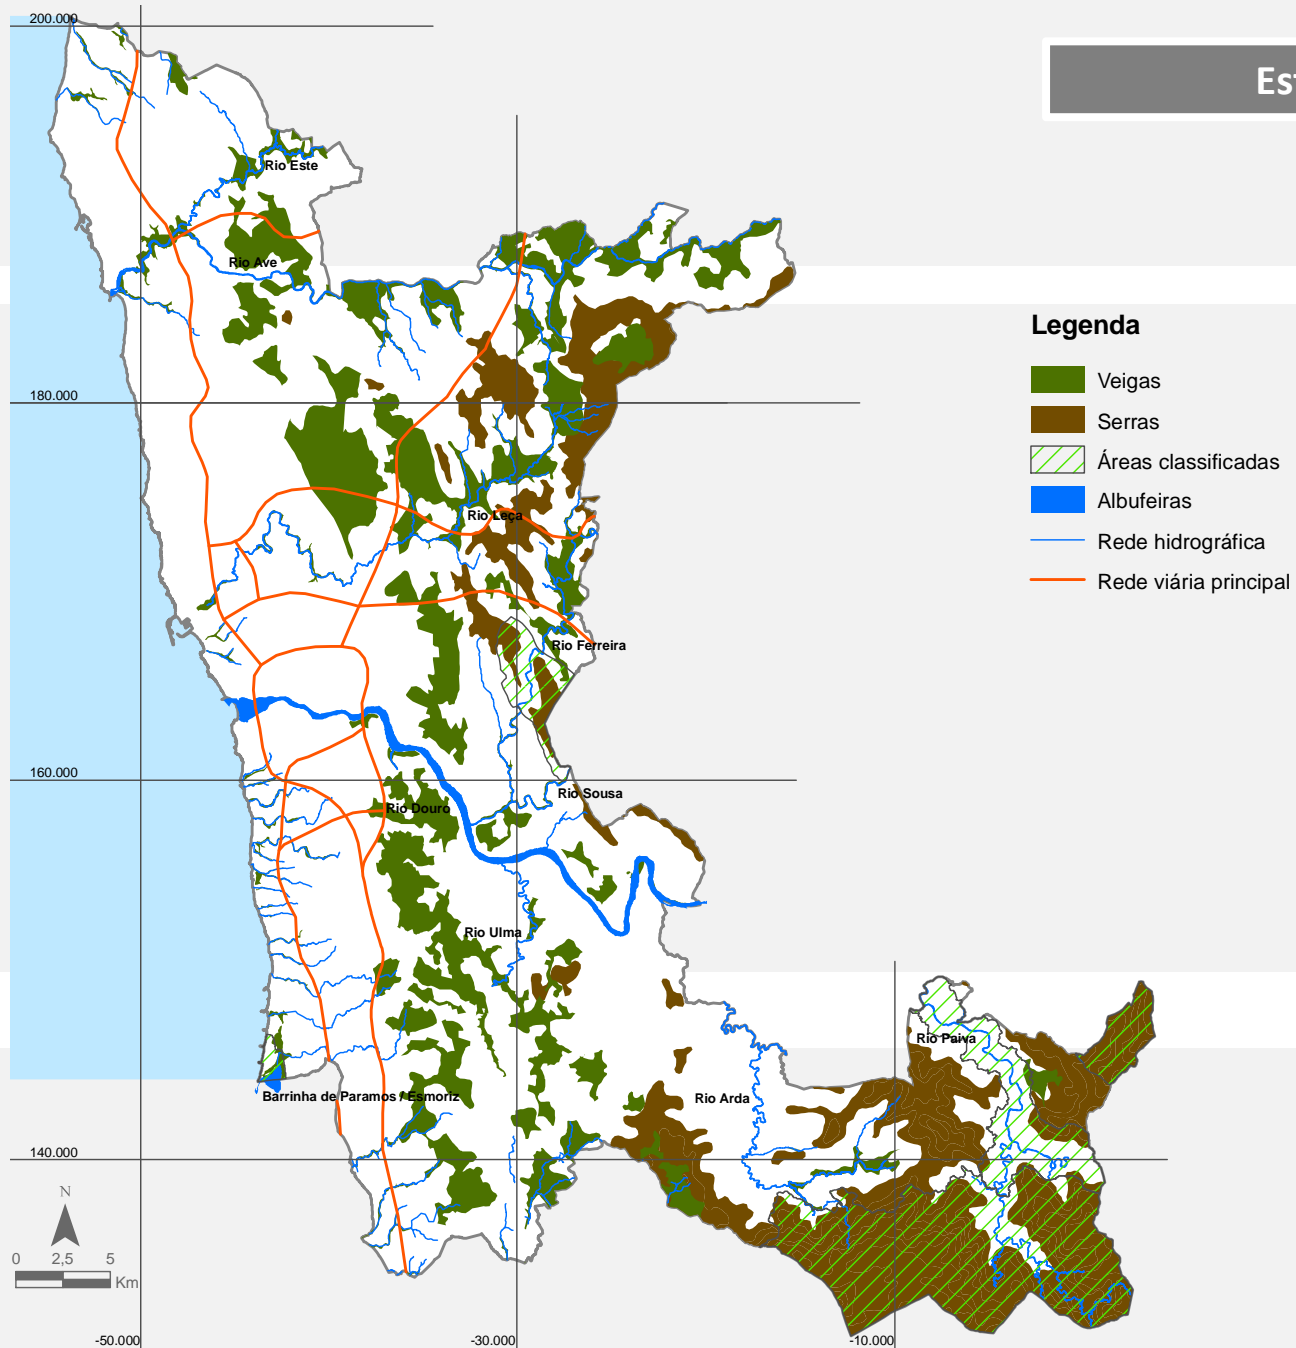 200.000
Est
Rio Este
Rio Ave
Legenda
Veigas
180.000
Serras
Áreas classificadas
Albufeiras
Rio Leça
Rede hidrográfica
Rede viária principal
Rio Ferreira
160.000
Rio Sousa
Rio Douro
Rio Ulma
Rio Paiva
Barrinha de Paramos / Esmoriz
Rio Arda
140.000
N
0 2,5 5
Km
-50.000 -30.000 -10.000